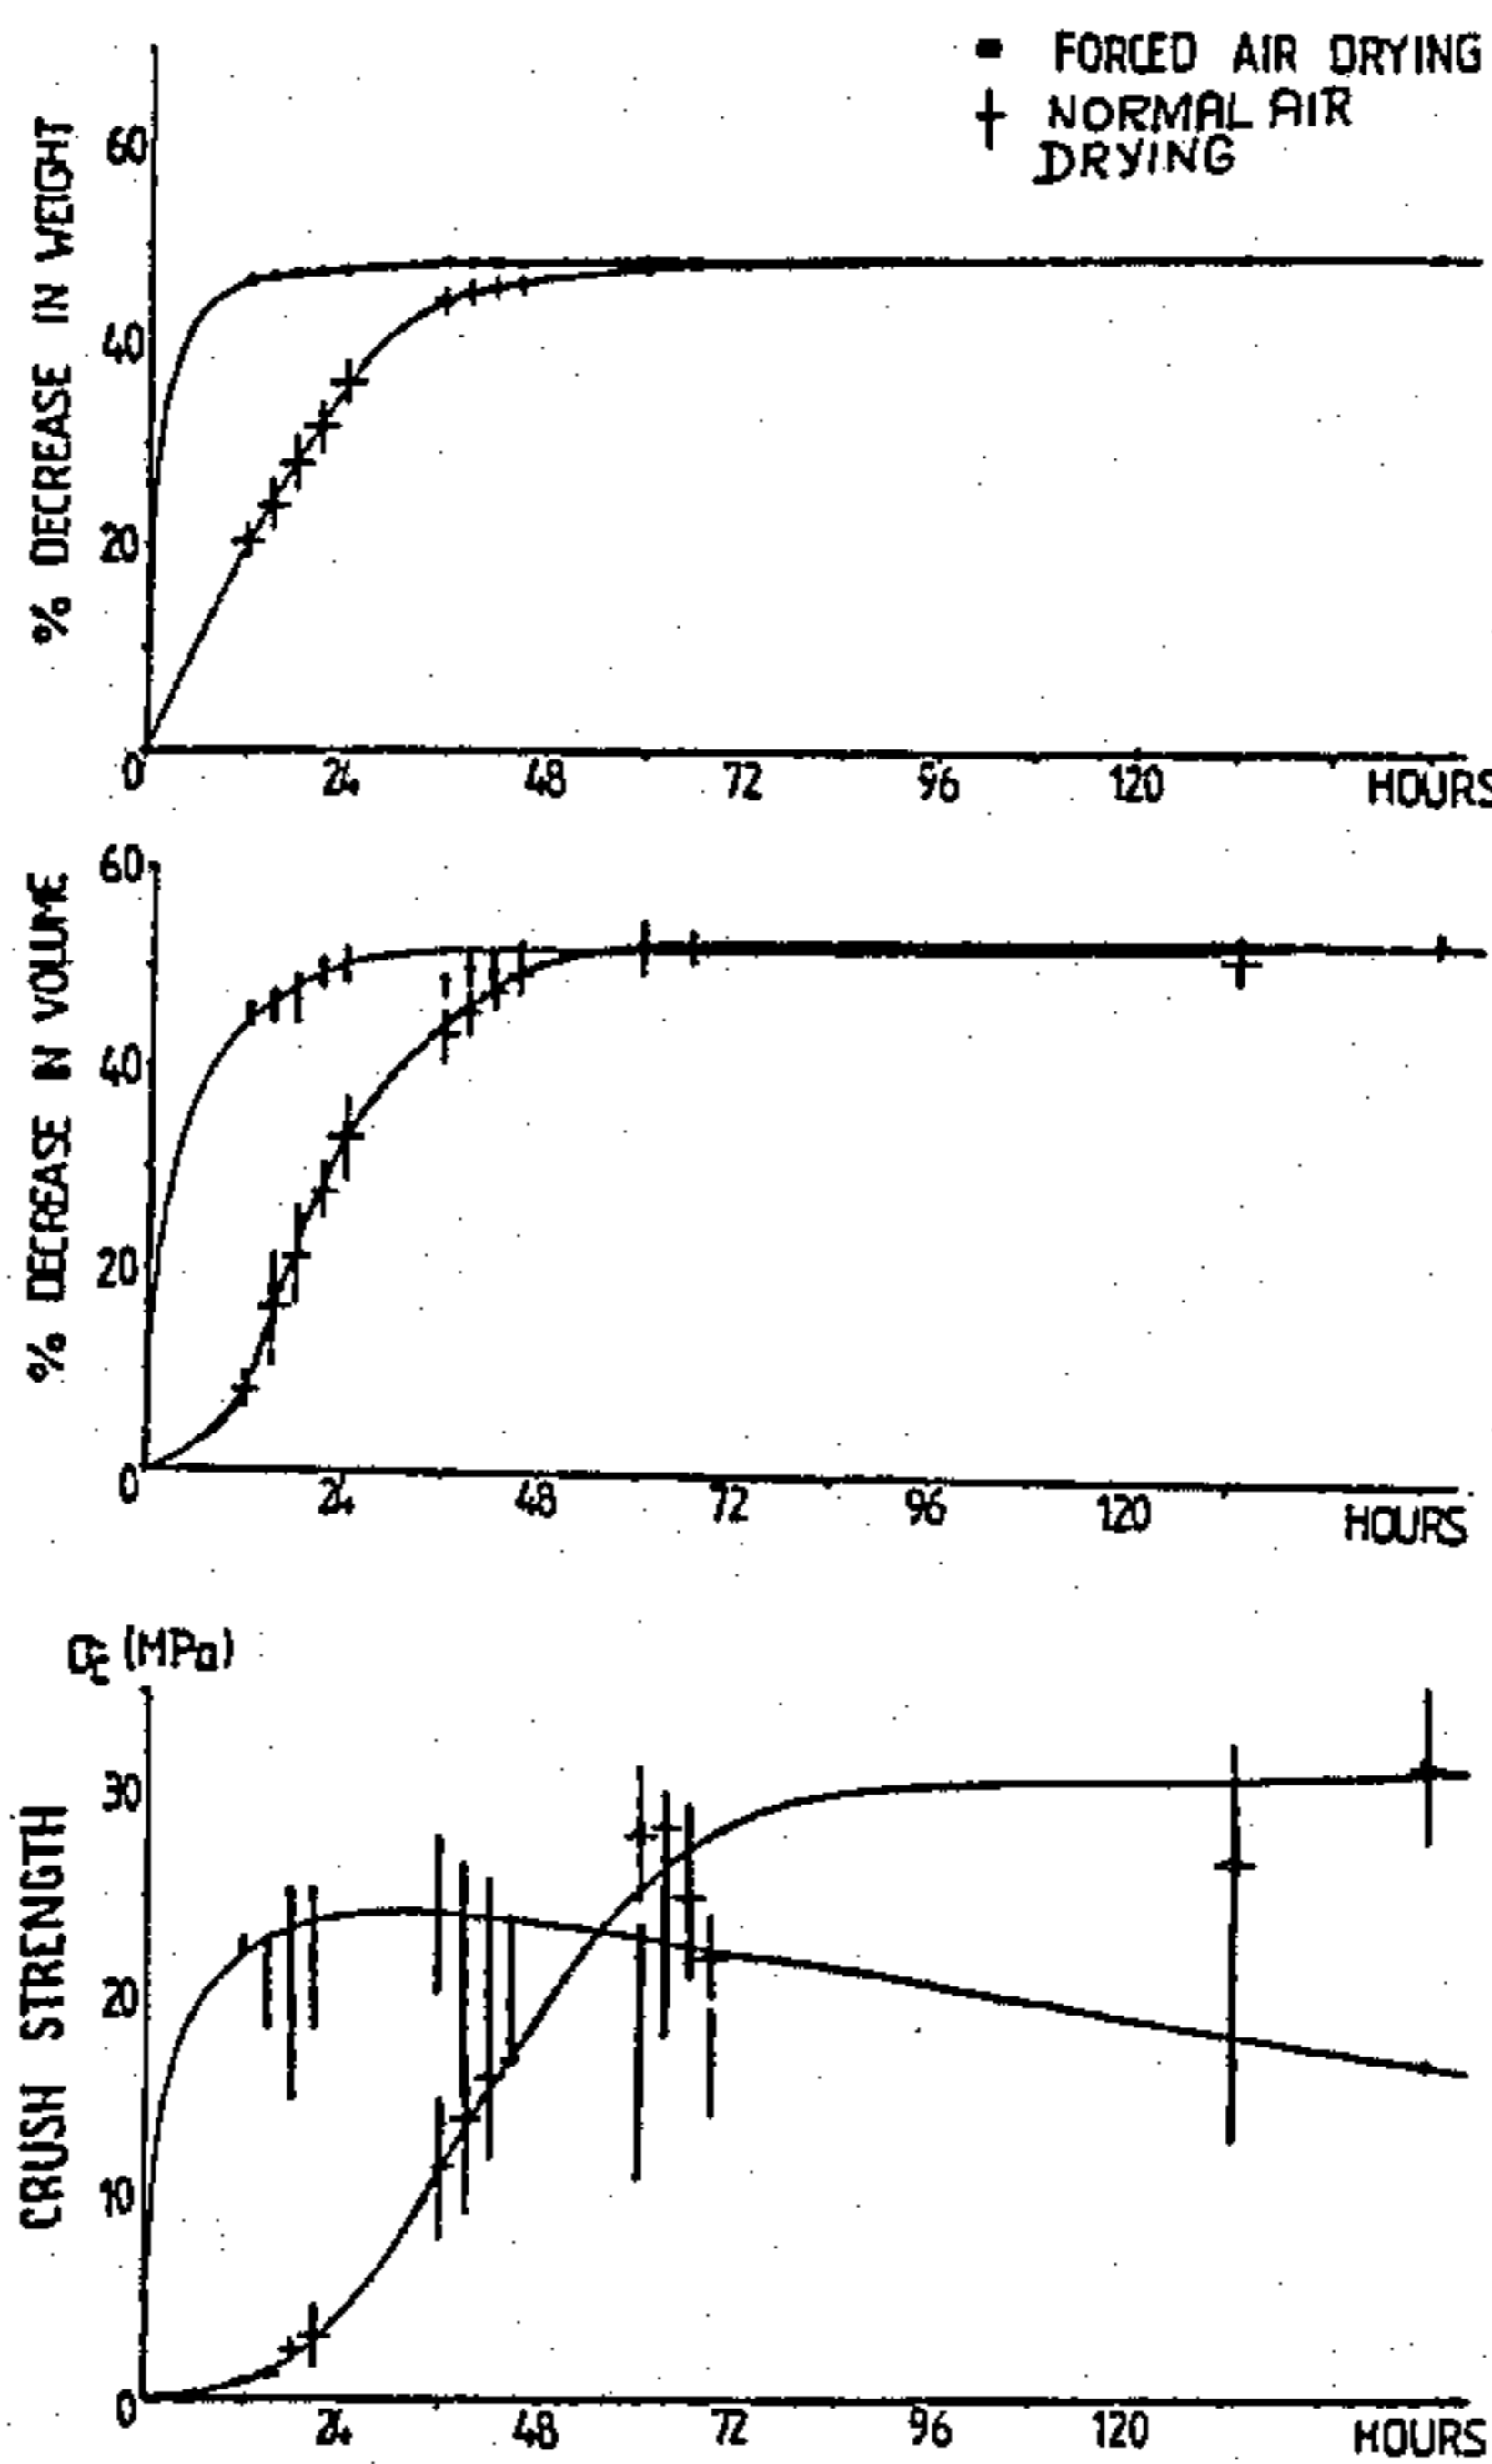 FORCED AIR DRYING
NORMAL AIR
DRYING
% DECREASE IN WEIGHT
60
40
20
0
24 48 72 96 120 HOURS
% DECREASE IN VOLUME
60
40
20
0
24 48 72 96 120 HOURS
σc (MPa)
CRUSH STRENGTH
30
20
10
0
24 48 72 96 120 HOURS